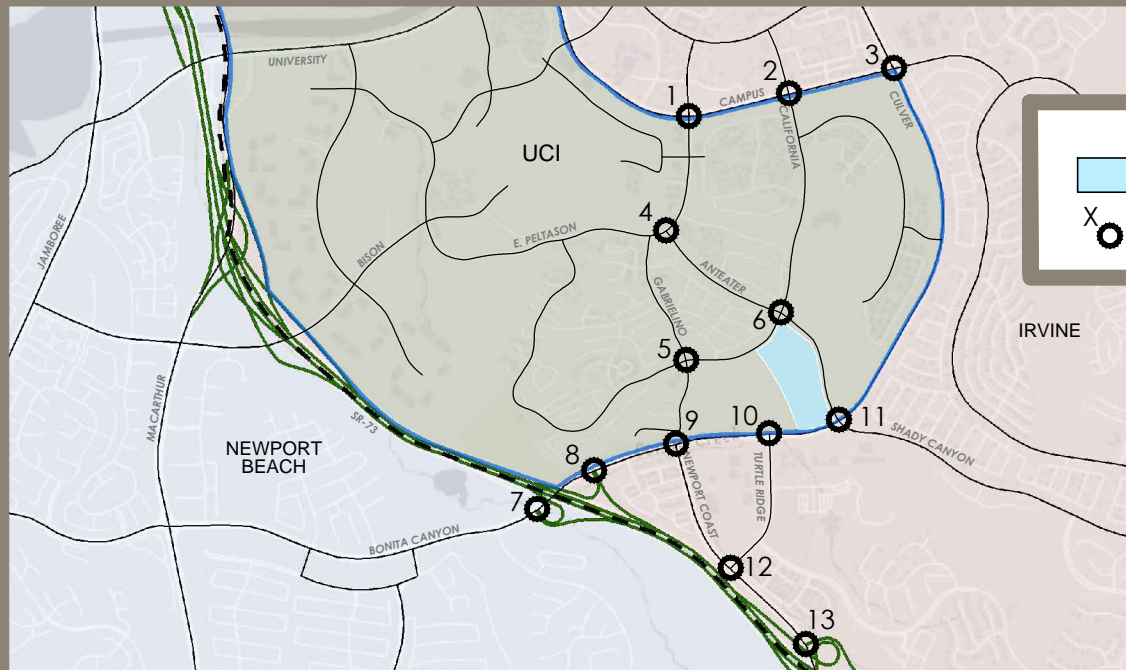 UNIVERSITY
1
CAMPUS
2
3
CULVER
CALIFORNIA
UCI
X
JAMBOREE
BISON
E. PELTASON
4
ANTEATER
GABRIELINO
6
IRVINE
5
MACARTHUR
SR-73
NEWPORT
BEACH
8
9
10
11
SHADY CANYON
NEWPORT COAST
TURTLE RIDGE
7
BONITA CANYON
12
13